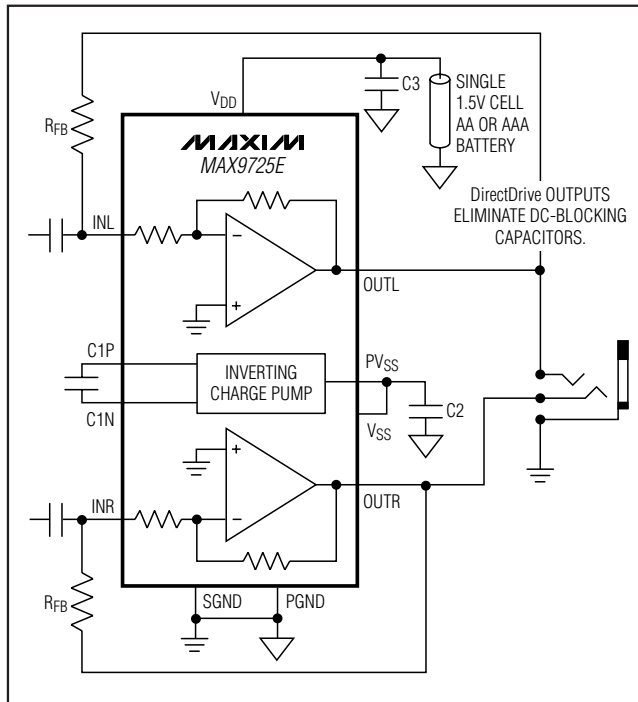 C3
SINGLE
1.5V CELL
AA OR AAA
BATTERY
VDD
RFB
MAXIM
MAX9725E
DirectDrive OUTPUTS
ELIMINATE DC-BLOCKING
CAPACITORS.
INL
−
+
OUTL
C1P
INVERTING
CHARGE PUMP
PVSS
C1N
VSS
C2
+
−
OUTR
INR
RFB
SGND
PGND